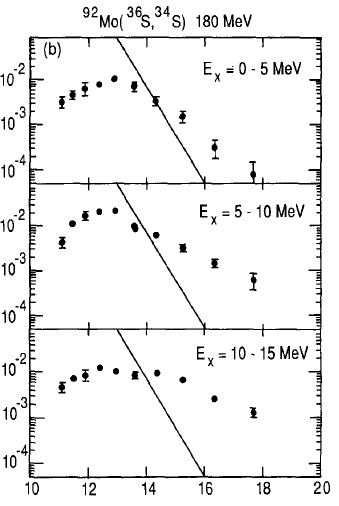 ⁹²Mo(³⁶S,³⁴S) 180 MeV
(b)
Eₓ = 0 - 5 MeV
10⁻²
10⁻³
10⁻⁴
Eₓ = 5 - 10 MeV
10⁻²
10⁻³
10⁻⁴
Eₓ = 10 - 15 MeV
10⁻²
10⁻³
10⁻⁴
10 12 14 16 18 20